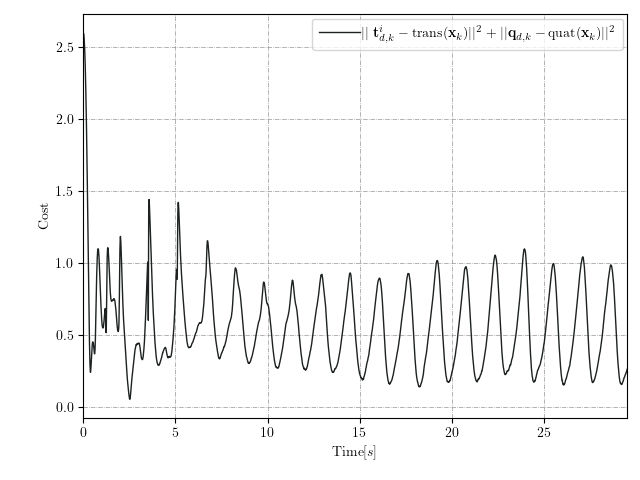 || t^i_{d,k} − trans(x_k)||² + ||q_{d,k} − quat(x_k)||²
Cost
2.5
2.0
1.5
1.0
0.5
0.0
0 5 10 15 20 25
Time[s]